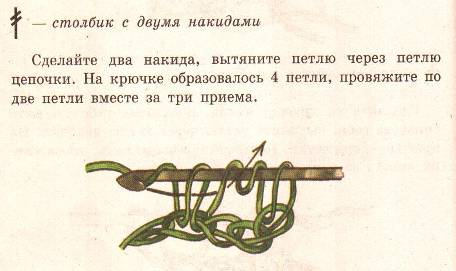 — столбик с двумя накидами
Сделайте два накида, вытяните петлю через петлю
цепочки. На крючке образовалось 4 петли, провяжите по
две петли вместе за три приема.